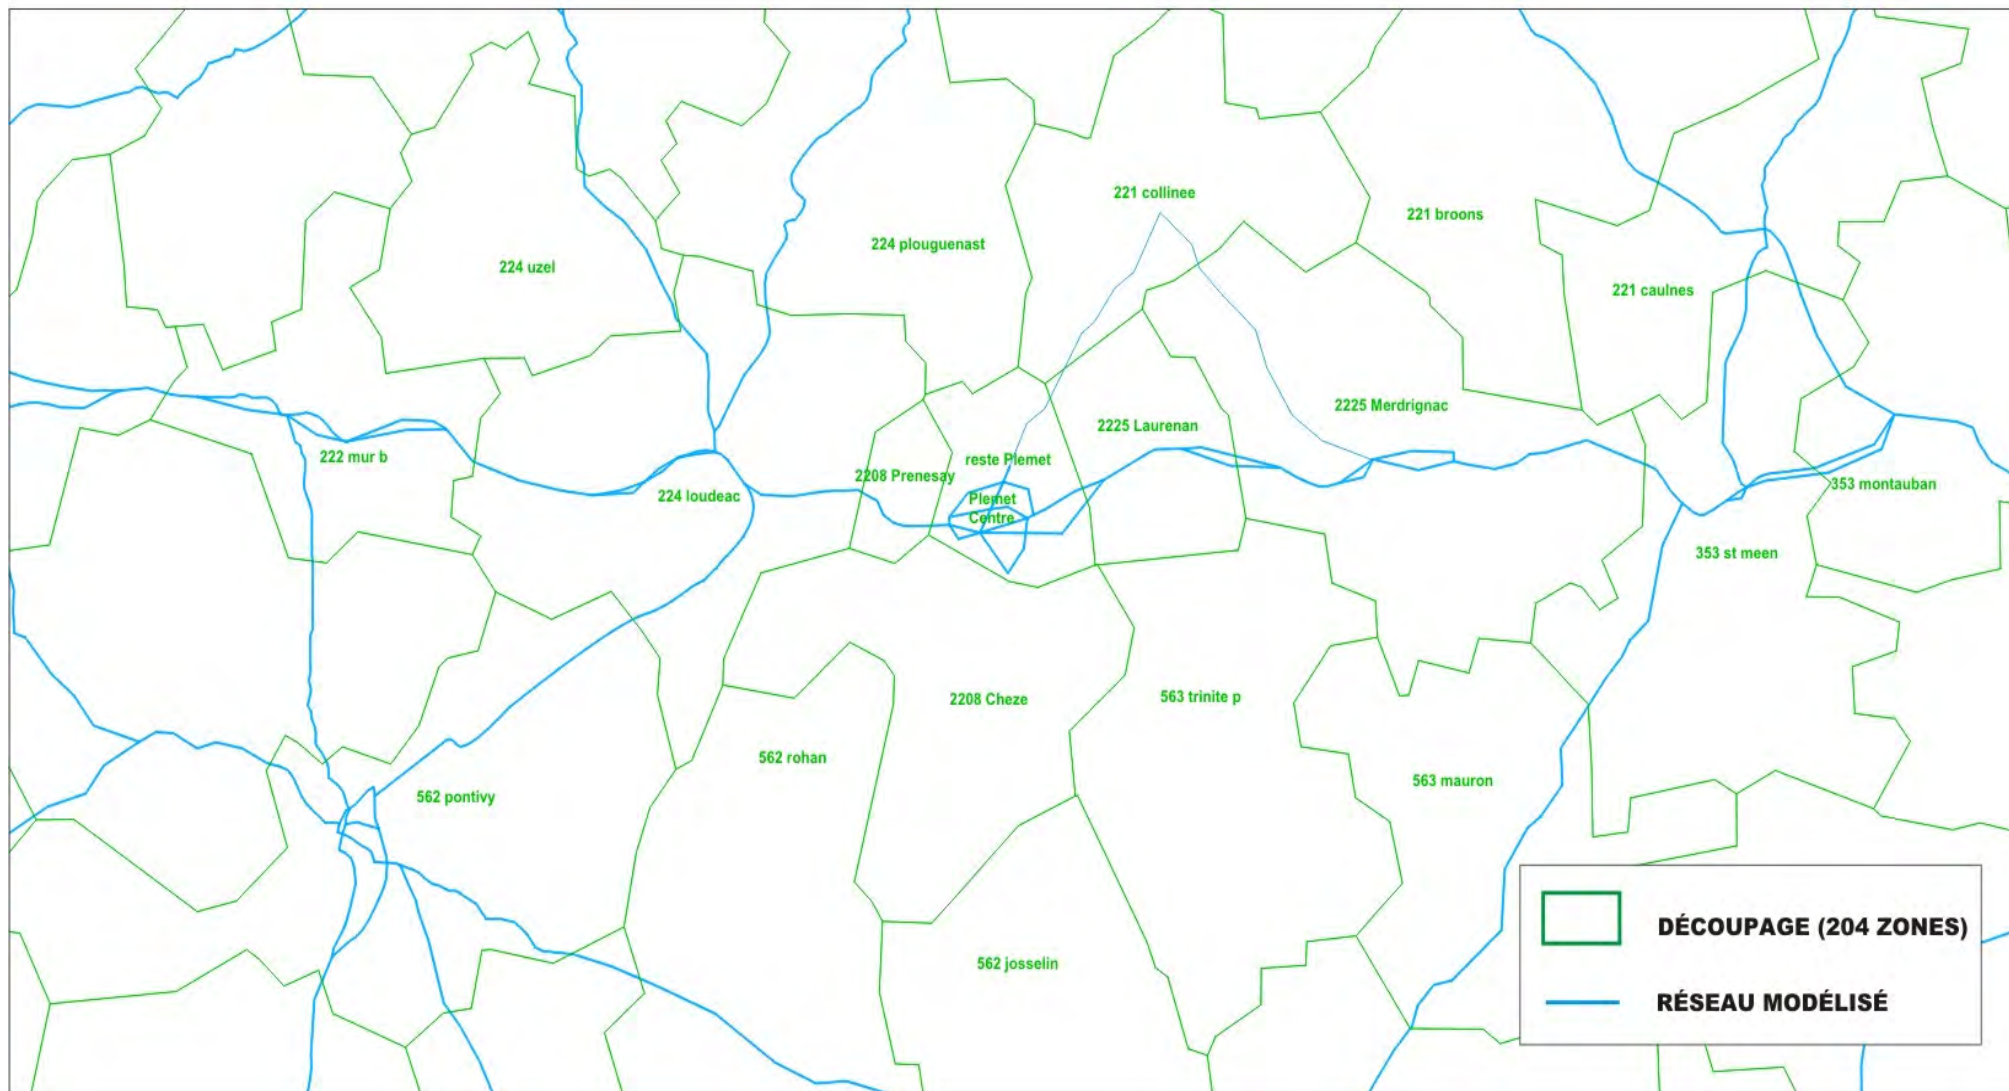 221 collinee
221 broons
224 plouguenast
224 uzel
221 caulnes
2225 Merdrignac
2225 Laurenan
222 mur b
reste Plemet
2208 Prenesay
353 montauban
224 loudeac
Plemet
Centre
353 st meen
2208 Cheze
563 trinite p
562 rohan
563 mauron
562 pontivy
DÉCOUPAGE (204 ZONES)
562 josselin
RÉSEAU MODÉLISÉ